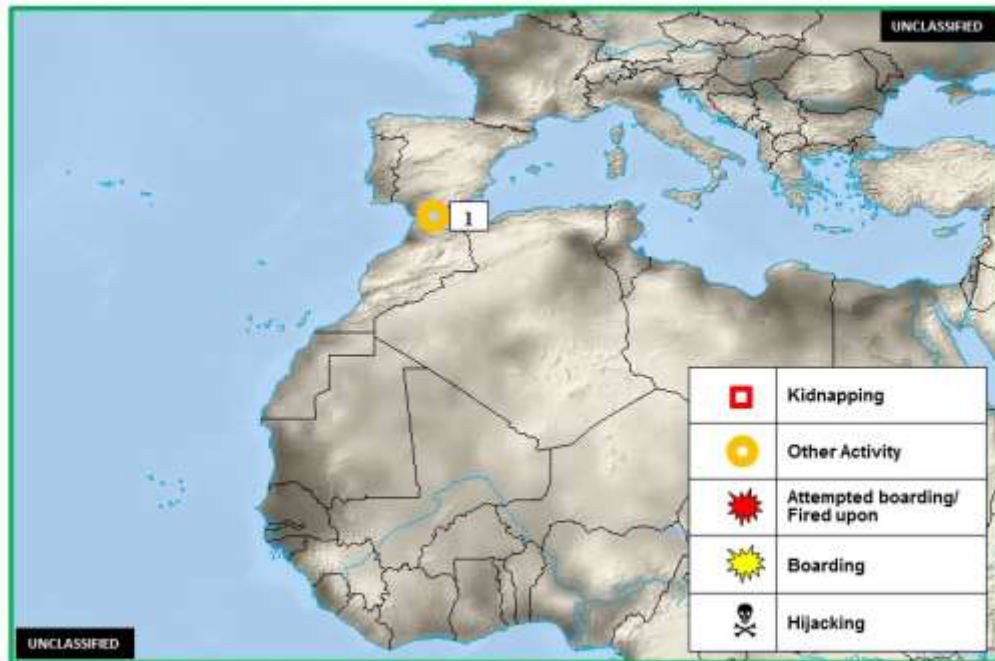 UNCLASSIFIED
1
Kidnapping
Other Activity
Attempted boarding/
Fired upon
Boarding
Hijacking
UNCLASSIFIED